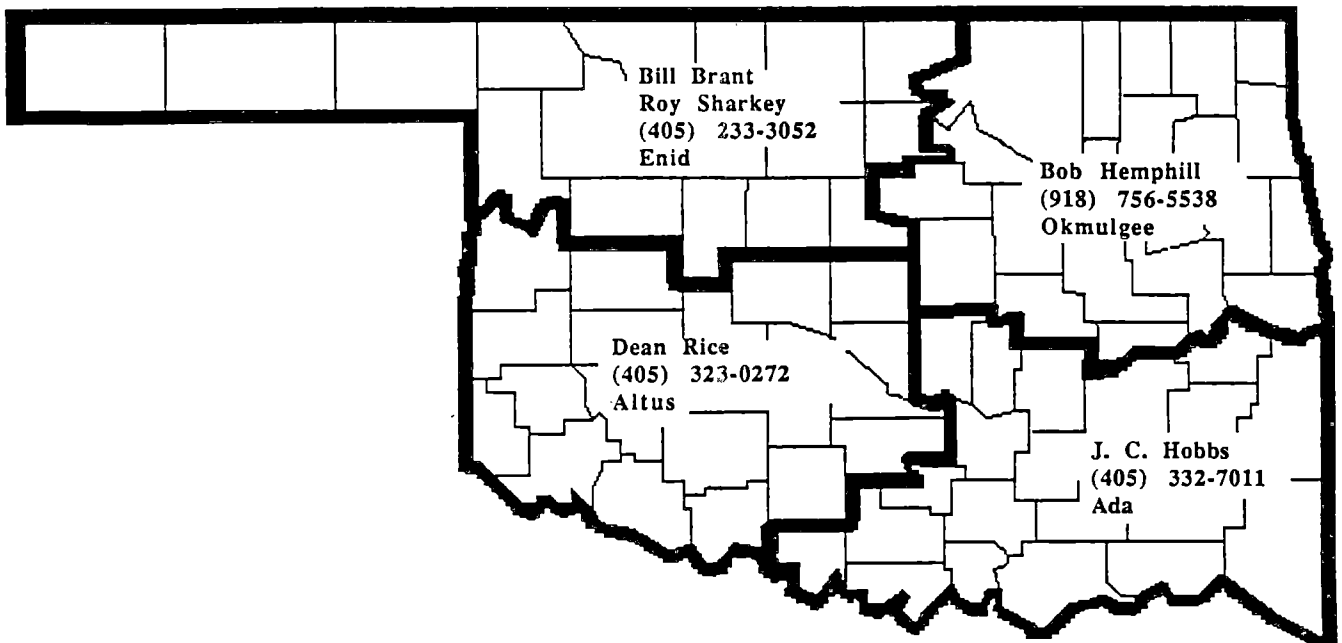 Bill Brant
Roy Sharkey
(405) 233-3052
Enid
Bob Hemphill
(918) 756-5538
Okmulgee
Dean Rice
(405) 323-0272
Altus
J. C. Hobbs
(405) 332-7011
Ada